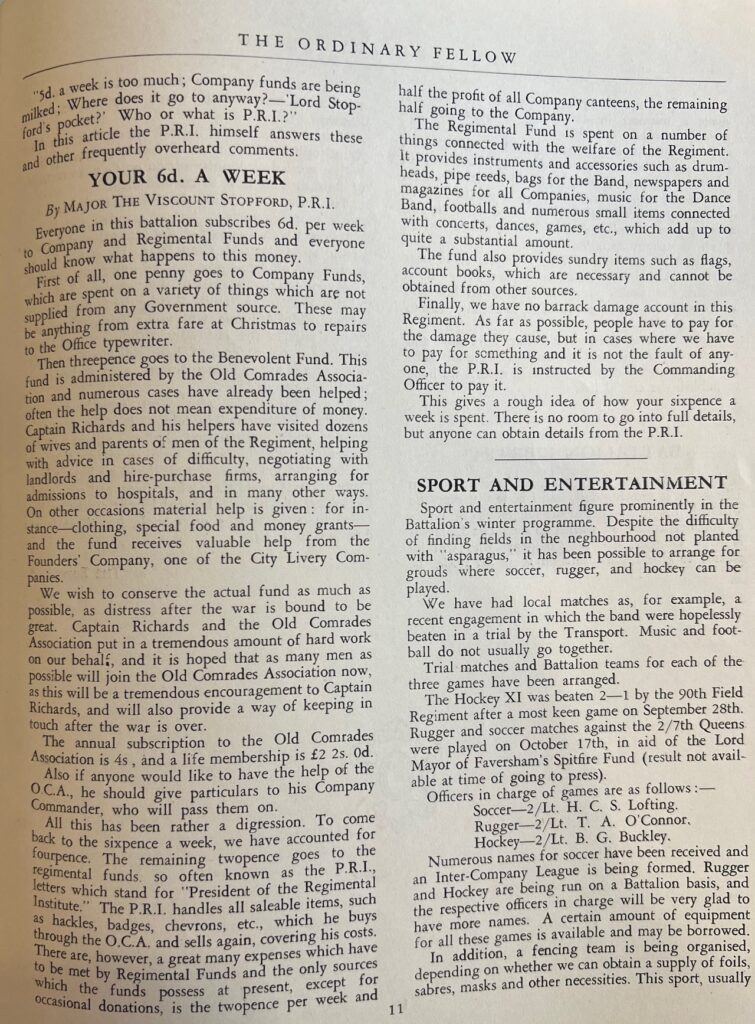 THE ORDINARY FELLOW
"5d. a week is too much; Company funds are being
milked; Where does it go to anyway?—'Lord Stop-
ford's pocket?' Who or what is P.R.I.?"
In this article the P.R.I. himself answers these
and other frequently overheard comments.
YOUR 6d. A WEEK
By MAJOR THE VISCOUNT STOPFORD, P.R.I.
Everyone in this battalion subscribes 6d. per week
to Company and Regimental Funds and everyone
should know what happens to this money.
First of all, one penny goes to Company Funds,
which are spent on a variety of things which are not
supplied from any Government source. These may
be anything from extra fare at Christmas to repairs
to the Office typewriter.
Then threepence goes to the Benevolent Fund. This
fund is administered by the Old Comrades Associa-
tion and numerous cases have already been helped;
often the help does not mean expenditure of money.
Captain Richards and his helpers have visited dozens
of wives and parents of men of the Regiment, helping
with advice in cases of difficulty, negotiating with
landlords and hire-purchase firms, arranging for
admissions to hospitals, and in many other ways.
On other occasions material help is given: for in-
stance—clothing, special food and money grants—
and the fund receives valuable help from the
Founders' Company, one of the City Livery Com-
panies.
We wish to conserve the actual fund as much as
possible, as distress after the war is bound to be
great. Captain Richards and the Old Comrades
Association put in a tremendous amount of hard work
on our behalf, and it is hoped that as many men as
possible will join the Old Comrades Association now,
as this will be a tremendous encouragement to Captain
Richards, and will also provide a way of keeping in
touch after the war is over.
The annual subscription to the Old Comrades
Association is 4s, and a life membership is £2 2s. 0d.
Also if anyone would like to have the help of the
O.C.A., he should give particulars to his Company
Commander, who will pass them on.
All this has been rather a digression. To come
back to the sixpence a week, we have accounted for
fourpence. The remaining twopence goes to the
regimental funds so often known as the P.R.I.,
letters which stand for "President of the Regimental
Institute." The P.R.I. handles all saleable items, such
as hackles, badges, chevrons, etc., which he buys
through the O.C.A. and sells again, covering his costs.
There are, however, a great many expenses which have
to be met by Regimental Funds and the only sources
which the funds possess at present, except for
occasional donations, is the twopence per week and
half the profit of all Company canteens, the remaining
half going to the Company.
The Regimental Fund is spent on a number of
things connected with the welfare of the Regiment.
It provides instruments and accessories such as drum-
heads, pipe reeds, bags for the Band, newspapers and
magazines for all Companies, music for the Dance
Band, footballs and numerous small items connected
with concerts, dances, games, etc., which add up to
quite a substantial amount.
The fund also provides sundry items such as flags,
account books, which are necessary and cannot be
obtained from other sources.
Finally, we have no barrack damage account in this
Regiment. As far as possible, people have to pay for
the damage they cause, but in cases where we have
to pay for something and it is not the fault of any-
one, the P.R.I. is instructed by the Commanding
Officer to pay it.
This gives a rough idea of how your sixpence
a week is spent. There is no room to go into full details,
but anyone can obtain details from the P.R.I.
SPORT AND ENTERTAINMENT
Sport and entertainment figure prominently in the
Battalion's winter programme. Despite the difficulty
of finding fields in the neghbourhood not planted
with "asparagus," it has been possible to arrange for
grouds where soccer, rugger, and hockey can be
played.
We have had local matches as, for example, a
recent engagement in which the band were hopelessly
beaten in a trial by the Transport. Music and foot-
ball do not usually go together.
Trial matches and Battalion teams for each of the
three games have been arranged.
The Hockey XI was beaten 2—1 by the 90th Field
Regiment after a most keen game on September 28th.
Rugger and soccer matches against the 2/7th Queens
were played on October 17th, in aid of the Lord
Mayor of Faversham's Spitfire Fund (result not avail-
able at time of going to press).
Officers in charge of games are as follows:—
Soccer—2/Lt. H. C. S. Lofting.
Rugger—2/Lt. T. A. O'Connor.
Hockey—2/Lt. B. G. Buckley.
Numerous names for soccer have been received and
an Inter-Company League is being formed. Rugger
and Hockey are being run on a Battalion basis, and
the respective officers in charge will be very glad to
have more names. A certain amount of equipment
for all these games is available and may be borrowed.
In addition, a fencing team is being organised,
depending on whether we can obtain a supply of foils,
sabres, masks and other necessities. This sport, usually
11